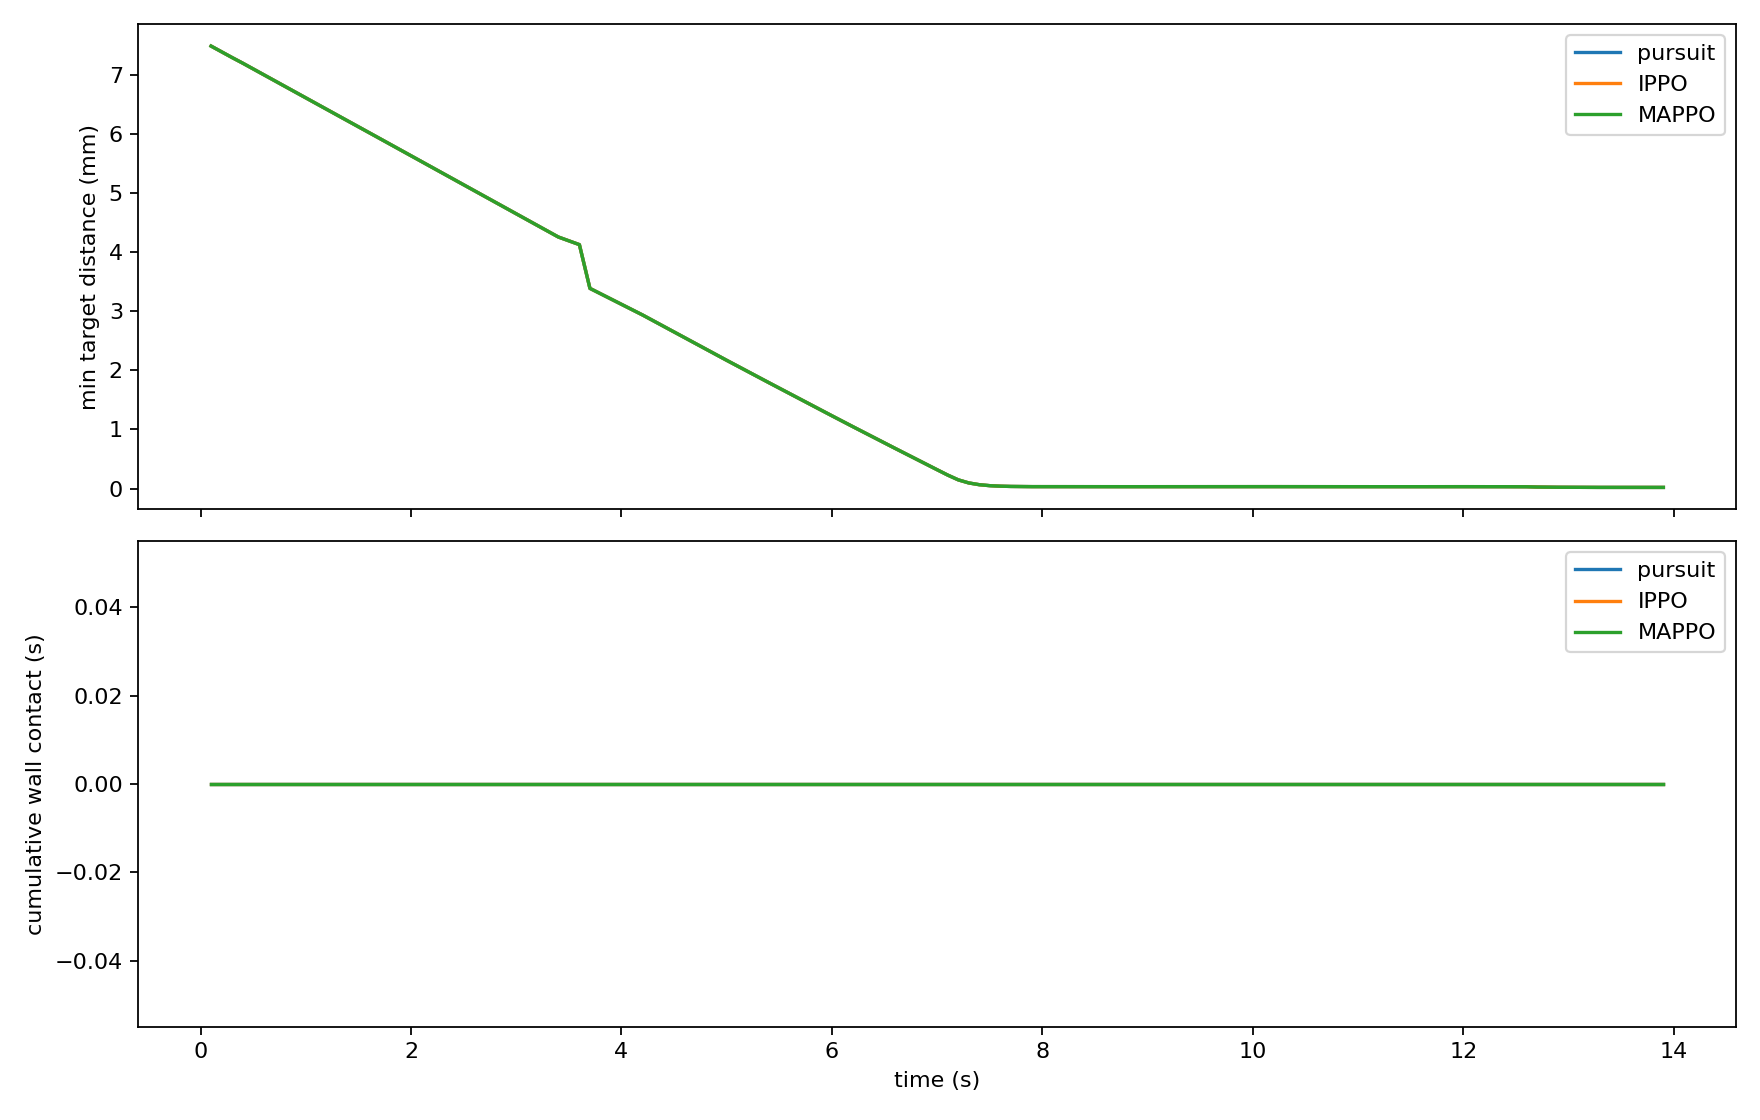 7
6
5
4
3
2
1
0
min target distance (mm)
pursuit
IPPO
MAPPO
0.04
0.02
0.00
−0.02
−0.04
cumulative wall contact (s)
pursuit
IPPO
MAPPO
0 2 4 6 8 10 12 14
time (s)